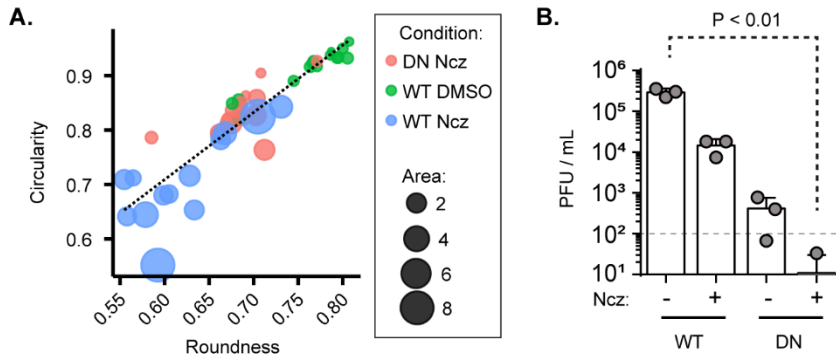 A.
Circularity
0.9
0.8
0.7
0.6
0.55
0.60
0.65
0.70
0.75
0.80
Roundness
Condition:
DN Ncz
WT DMSO
WT Ncz
Area:
2
4
6
8
B.
P < 0.01
PFU / mL
10⁶
10⁵
10⁴
10³
10²
10¹
Ncz: - + - +
WT DN